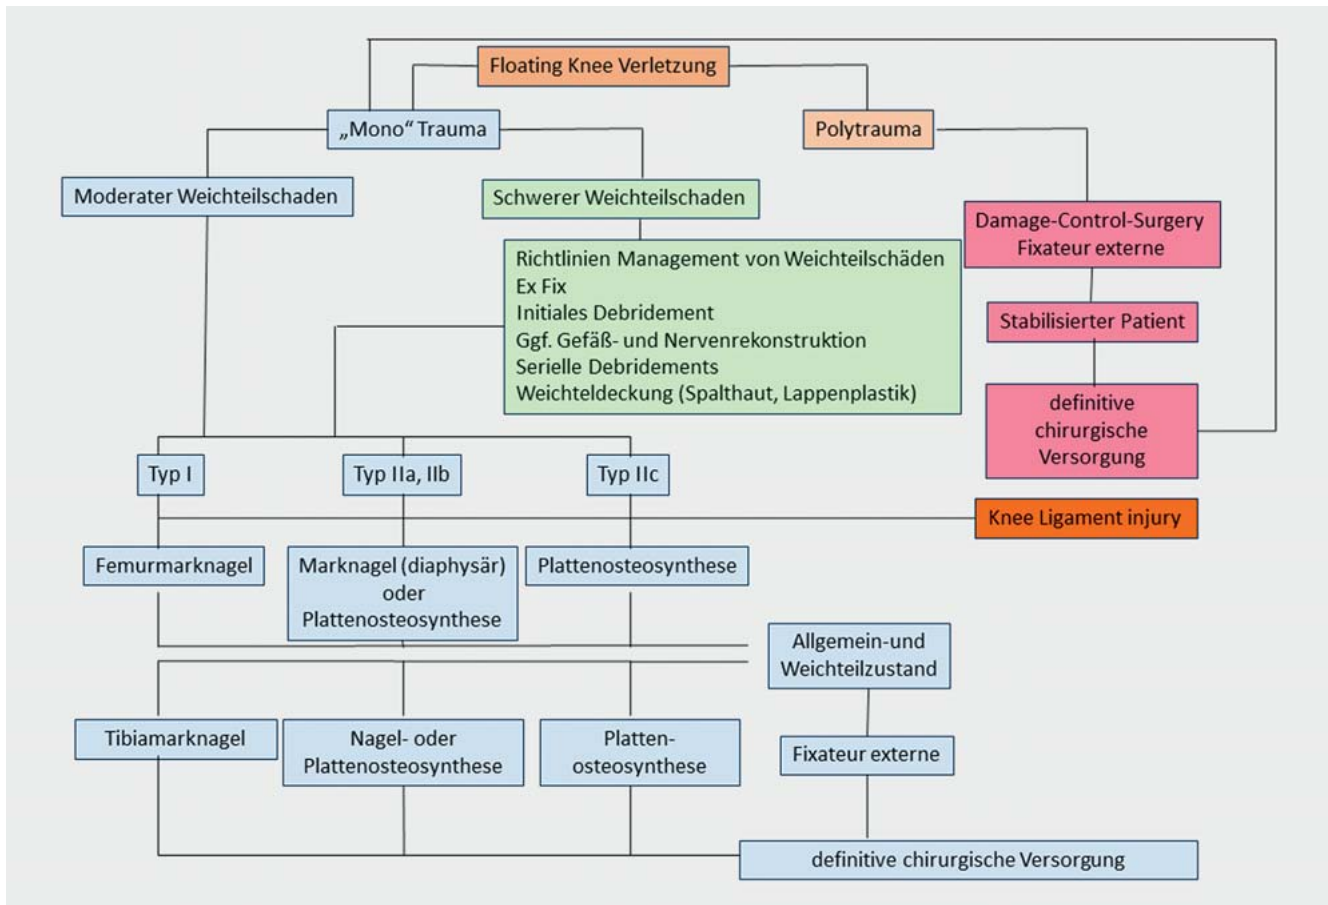 Floating Knee Verletzung
„Mono“ Trauma
Polytrauma
Moderater Weichteilschaden
Schwerer Weichteilschaden
Damage-Control-Surgery
Fixateur externe
Richtlinien Management von Weichteilschäden
Ex Fix
Initiales Debridement
Ggf. Gefäß- und Nervenrekonstruktion
Serielle Debridements
Weichteldeckung (Spalthaut, Lappenplastik)
Stabilisierter Patient
definitive
chirurgische
Versorgung
Typ I
Typ IIa, IIb
Typ IIc
Knee Ligament injury
Femurmarknagel
Marknagel (diaphysär)
oder
Plattenosteosynthese
Plattenosteosynthese
Allgemein-und
Weichteilzustand
Tibiamarknagel
Nagel- oder
Plattenosteosynthese
Platten-
osteosynthese
Fixateur externe
definitive chirurgische Versorgung